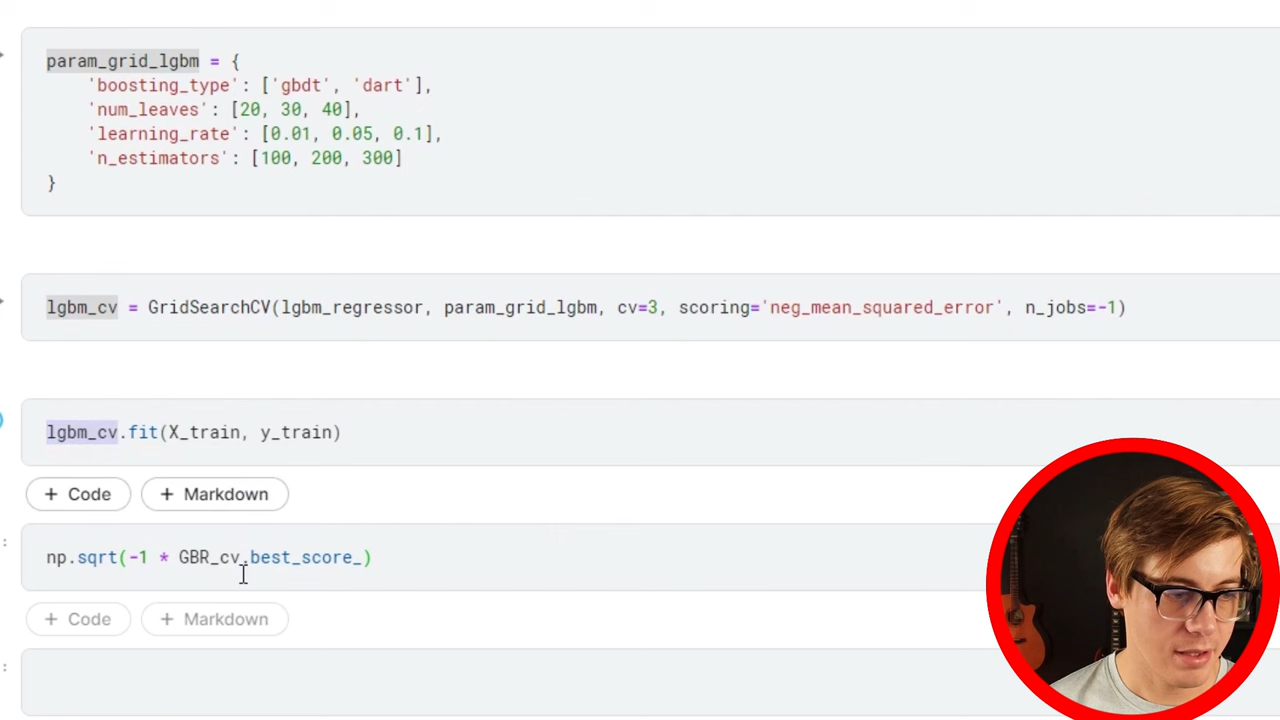 param_grid_lgbm = {
'boosting_type': ['gbdt', 'dart'],
'num_leaves': [20, 30, 40],
'learning_rate': [0.01, 0.05, 0.1],
'n_estimators': [100, 200, 300]
}
lgbm_cv = GridSearchCV(lgbm_regressor, param_grid_lgbm, cv=3, scoring='neg_mean_squared_error', n_jobs=-1)
lgbm_cv.fit(X_train, y_train)
+ Code + Markdown
np.sqrt(-1 * GBR_cv.best_score_)
+ Code + Markdown